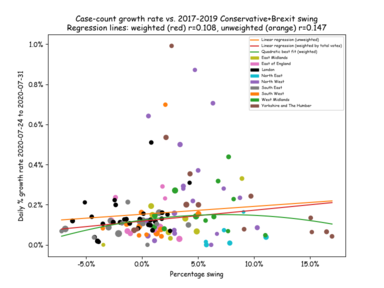 Case-count growth rate vs. 2017-2019 Conservative+Brexit swing
Regression lines: weighted (red) r=0.108, unweighted (orange) r=0.147
Daily % growth rate 2020-07-24 to 2020-07-31
1.0%
0.8%
0.6%
0.4%
0.2%
0.0%
Linear regression (unweighted)
Linear regression (weighted by total votes)
Quadratic best fit (weighted)
East Midlands
East of England
London
North East
North West
South East
South West
West Midlands
Yorkshire and The Humber
-5.0%
0.0%
5.0%
10.0%
15.0%
Percentage swing